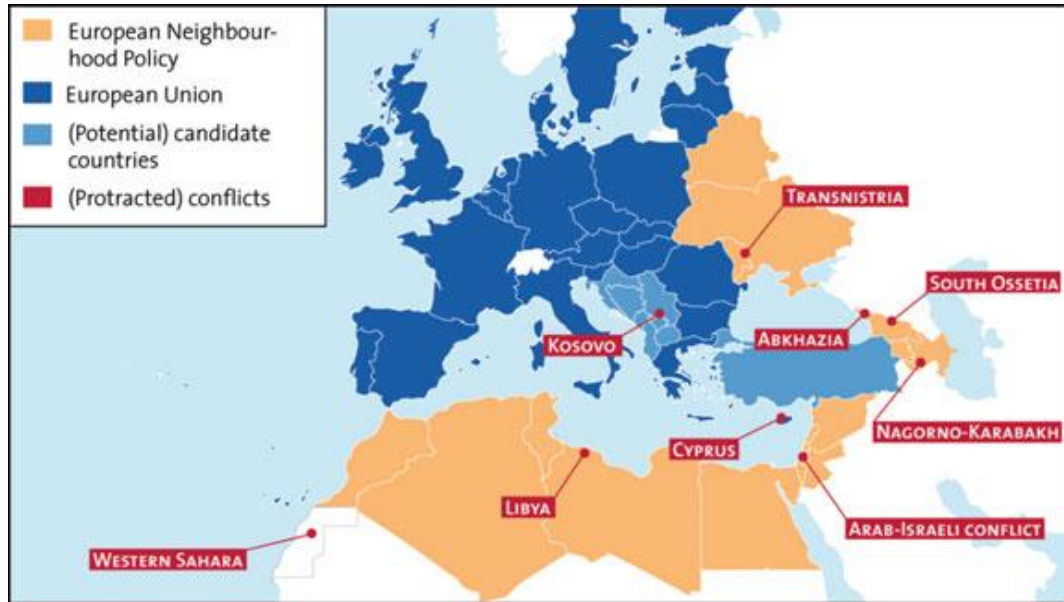 European Neighbour-
hood Policy
European Union
(Potential) candidate
countries
(Protracted) conflicts
TRANSNISTRIA
SOUTH OSSETIA
ABKHAZIA
KOSOVO
NAGORNO-KARABAKH
CYPRUS
LIBYA
ARAB-ISRAELI CONFLICT
WESTERN SAHARA